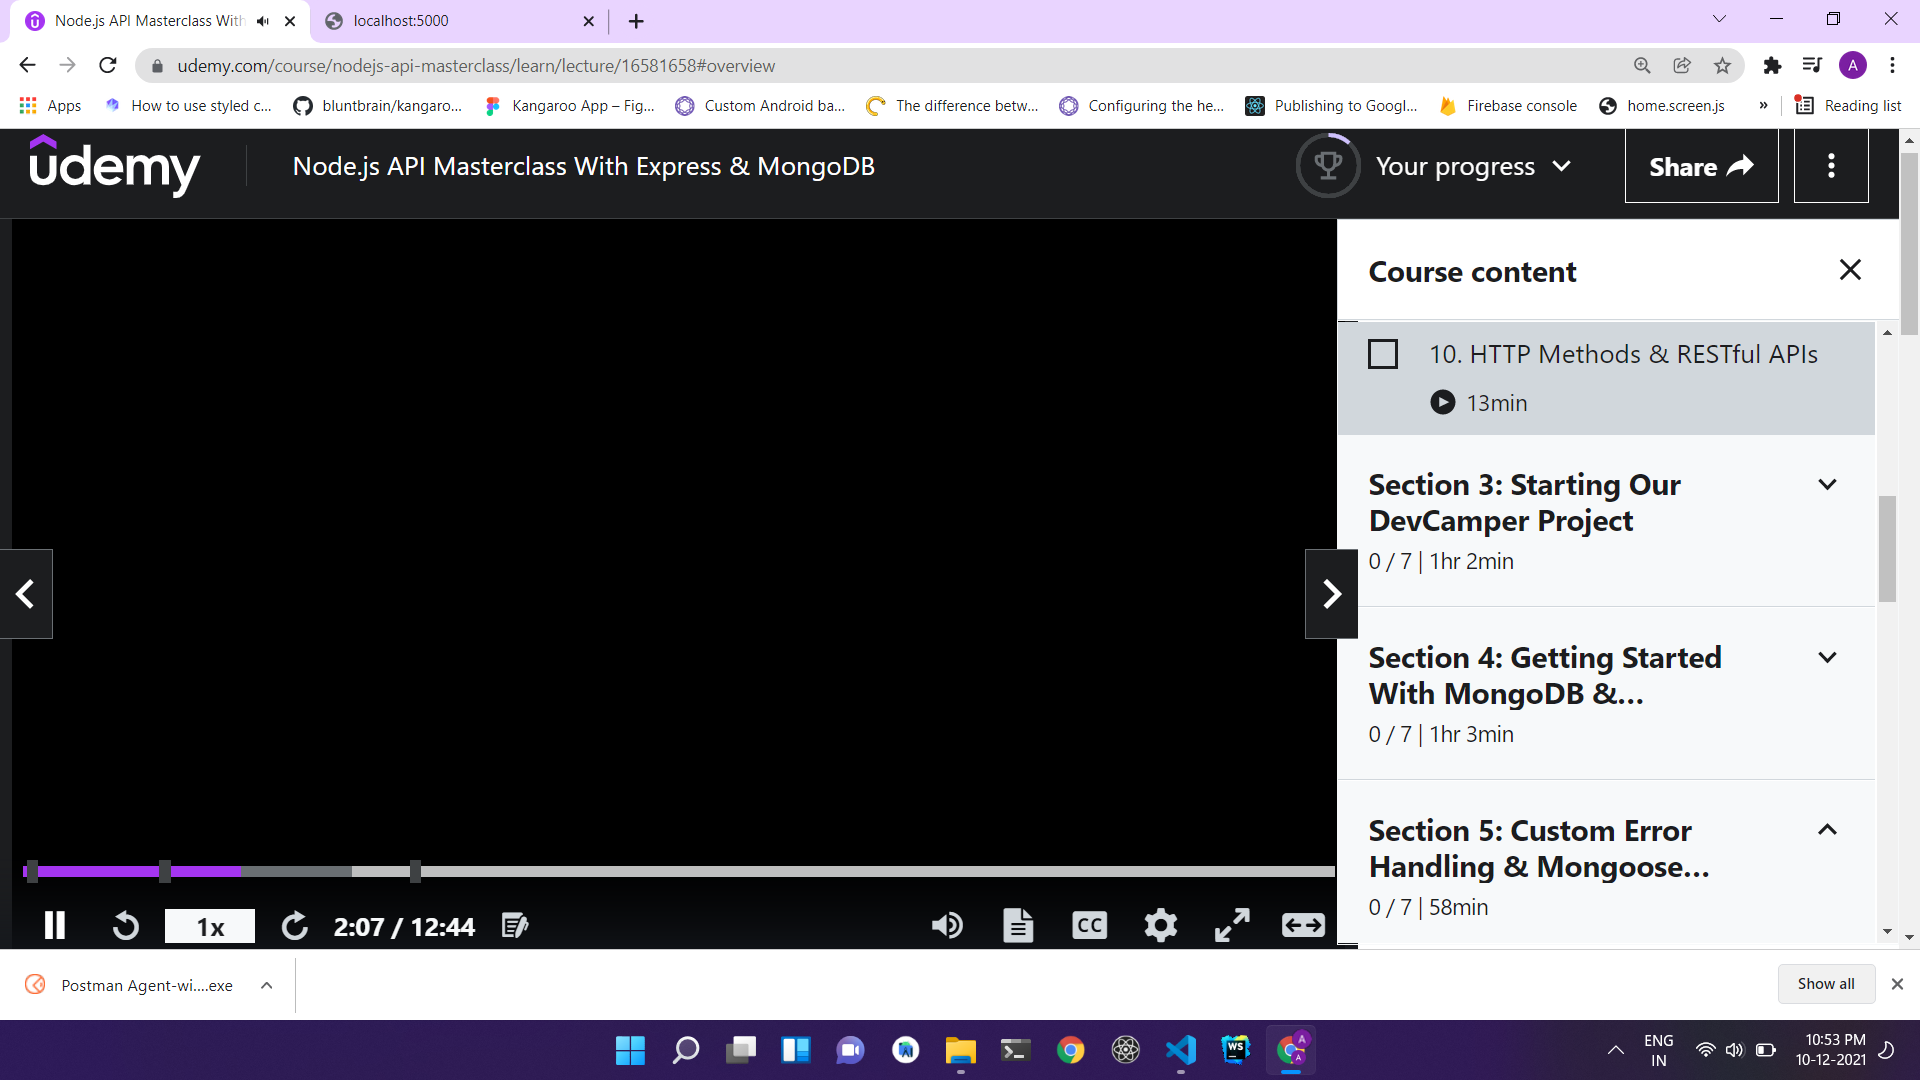 Node.js API Masterclass With
localhost:5000
udemy.com/course/nodejs-api-masterclass/learn/lecture/16581658#overview
A
Apps
How to use styled c...
bluntbrain/kangaro...
Kangaroo App – Fig...
Custom Android ba...
The difference betw...
Configuring the he...
Publishing to Googl...
Firebase console
home.screen.js
»
Reading list
udemy
Node.js API Masterclass With Express & MongoDB
Your progress
Share
Course content
10. HTTP Methods & RESTful APIs
13min
Section 3: Starting Our
DevCamper Project
0 / 7 | 1hr 2min
Section 4: Getting Started
With MongoDB &...
0 / 7 | 1hr 3min
Section 5: Custom Error
Handling & Mongoose...
0 / 7 | 58min
1x
2:07 / 12:44
CC
Postman Agent-wi....exe
Show all
WS
A
A
ENG
IN
10:53 PM
10-12-2021